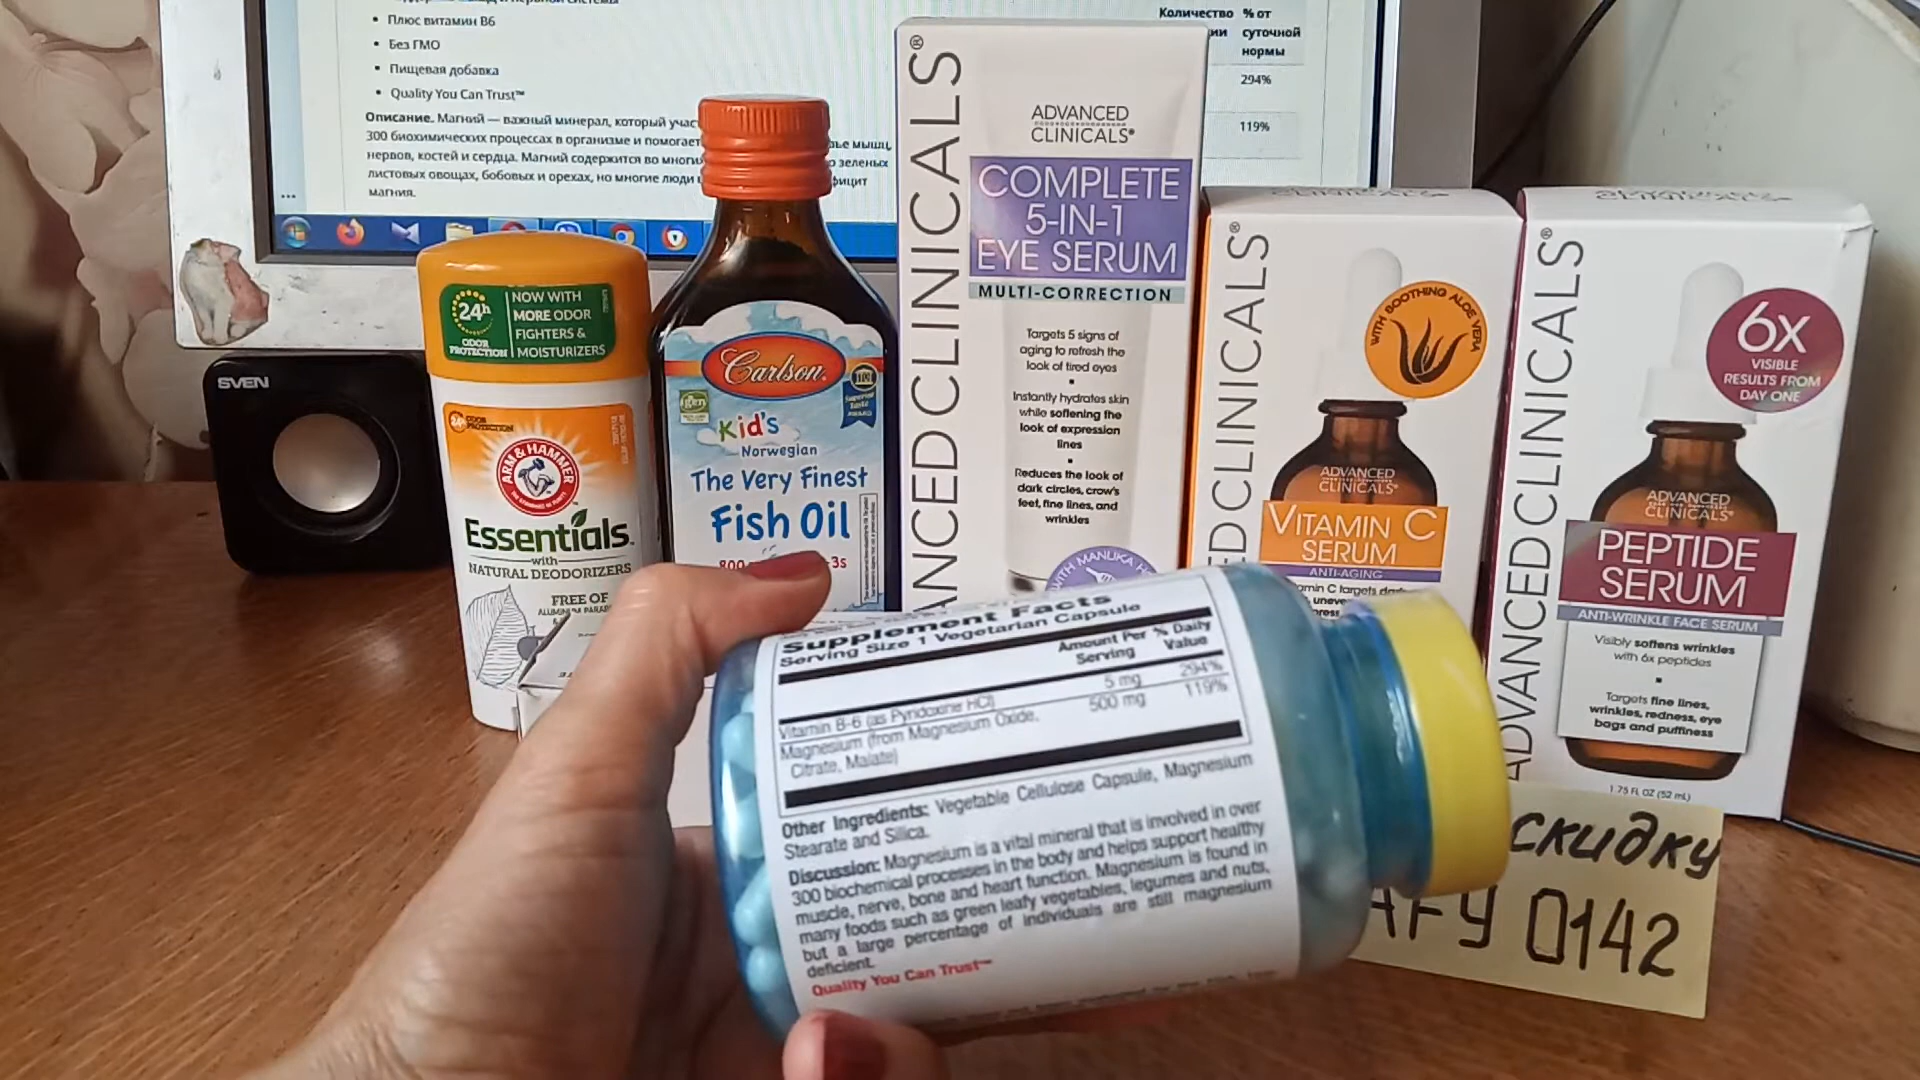 Плюс витамин В6
Без ГМО
Пищевая добавка
Quality You Can Trust™
Описание. Магний — важный минерал, который учас
300 биохимических процессах в организме и помогает
ье мышц,
нервов, костей и сердца. Магний содержится во многи
о зеленых
листовых овощах, бобовых и орехах, но многие люди
фицит
магния.
Количество
% от
суточной
нормы
294%
119%
SVEN
24h
ODOR
PROTECTION
NOW WITH
MORE ODOR
FIGHTERS &
MOISTURIZERS
ARM & HAMMER
Essentials
with
NATURAL DEODORIZERS
FREE OF
Carlson
Kid's
Norwegian
The Very Finest
Fish Oil
ADVANCED
CLINICALS®
COMPLETE
5-IN-1
EYE SERUM
MULTI-CORRECTION
Targets 5 signs of
aging to refresh the
look of tired eyes
Instantly hydrates skin
while softening the
look of expression
lines
Reduces the look of
dark circles, crow's
feet, fine lines, and
wrinkles
WITH MANUKA
ANCED CLINICALS®
WITH SOOTHING ALOE VERA
ADVANCED
CLINICALS®
VITAMIN C
SERUM
ANTI-AGING
ED CLINICALS®
6X
VISIBLE
RESULTS FROM
DAY ONE
ADVANCED
CLINICALS®
PEPTIDE
SERUM
ANTI-WRINKLE FACE SERUM
Visibly softens wrinkles
with 6x peptides
Targets fine lines,
wrinkles, redness, eye
bags and puffiness
1.75 FL OZ (52 mL)
ADVANCED CLINICALS®
Supplement Facts
Serving Size 1 Vegetarian Capsule
Amount Per % Daily
Serving Value
Vitamin B-6 (as Pyridoxine HCl) 5 mg 294%
Magnesium (from Magnesium Oxide, 500 mg 119%
Citrate, Malate)
Other Ingredients: Vegetable Cellulose Capsule, Magnesium
Stearate and Silica.
Discussion: Magnesium is a vital mineral that is involved in over
300 biochemical processes in the body and helps support healthy
muscle, nerve, bone and heart function. Magnesium is found in
many foods such as green leafy vegetables, legumes and nuts,
but a large percentage of individuals are still magnesium
deficient.
Quality You Can Trust™
скидку
AFY 0142